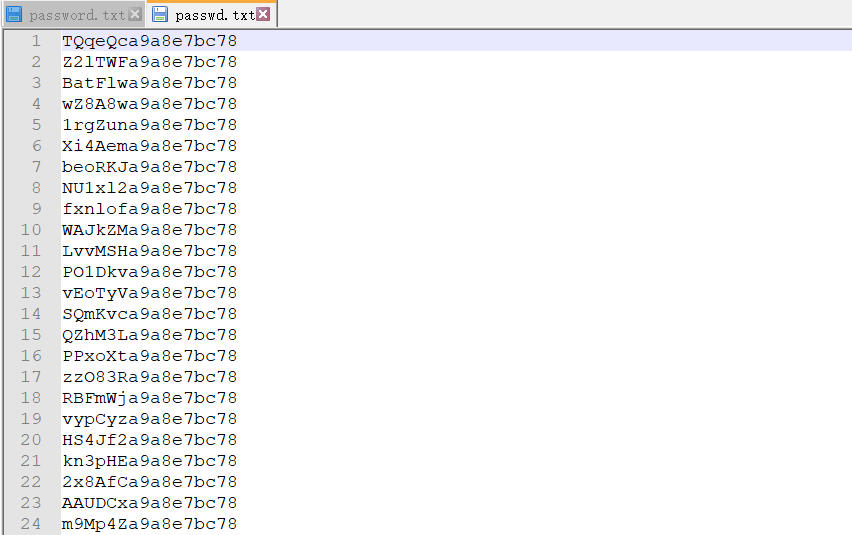 password.txt passwd.txt
1 TQqeQca9a8e7bc78
2 Z2lTWFa9a8e7bc78
3 BatFlwa9a8e7bc78
4 wZ8A8wa9a8e7bc78
5 1rgZuna9a8e7bc78
6 Xi4Aema9a8e7bc78
7 beoRKJa9a8e7bc78
8 NU1xl2a9a8e7bc78
9 fxnlofa9a8e7bc78
10 WAJkZMa9a8e7bc78
11 LvvMSHa9a8e7bc78
12 PO1Dkva9a8e7bc78
13 vEoTyVa9a8e7bc78
14 SQmKvca9a8e7bc78
15 QZhM3La9a8e7bc78
16 PPxoXta9a8e7bc78
17 zzO83Ra9a8e7bc78
18 RBFmWja9a8e7bc78
19 vypCyza9a8e7bc78
20 HS4Jf2a9a8e7bc78
21 kn3pHEa9a8e7bc78
22 2x8AfCa9a8e7bc78
23 AAUDCxa9a8e7bc78
24 m9Mp4Za9a8e7bc78